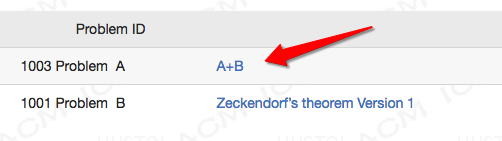 Problem ID
1003 Problem A A+B
1001 Problem B Zeckendorf's theorem Version 1